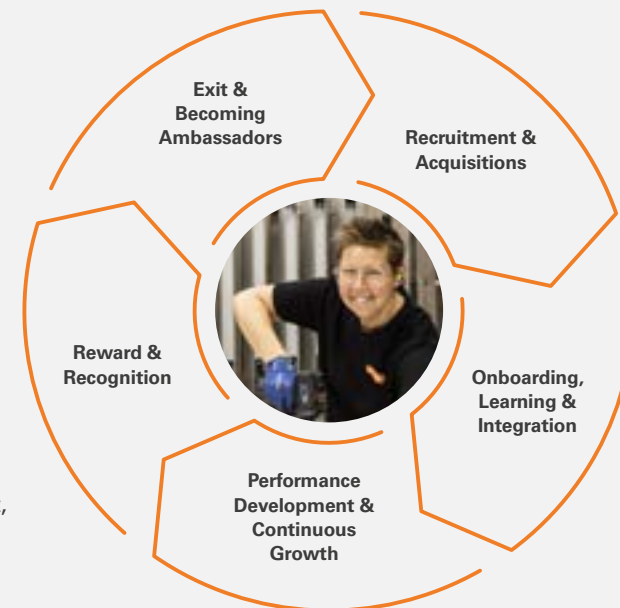 Exit &
Becoming
Ambassadors
Recruitment &
Acquisitions
Onboarding,
Learning &
Integration
Performance
Development &
Continuous
Growth
Reward &
Recognition
,